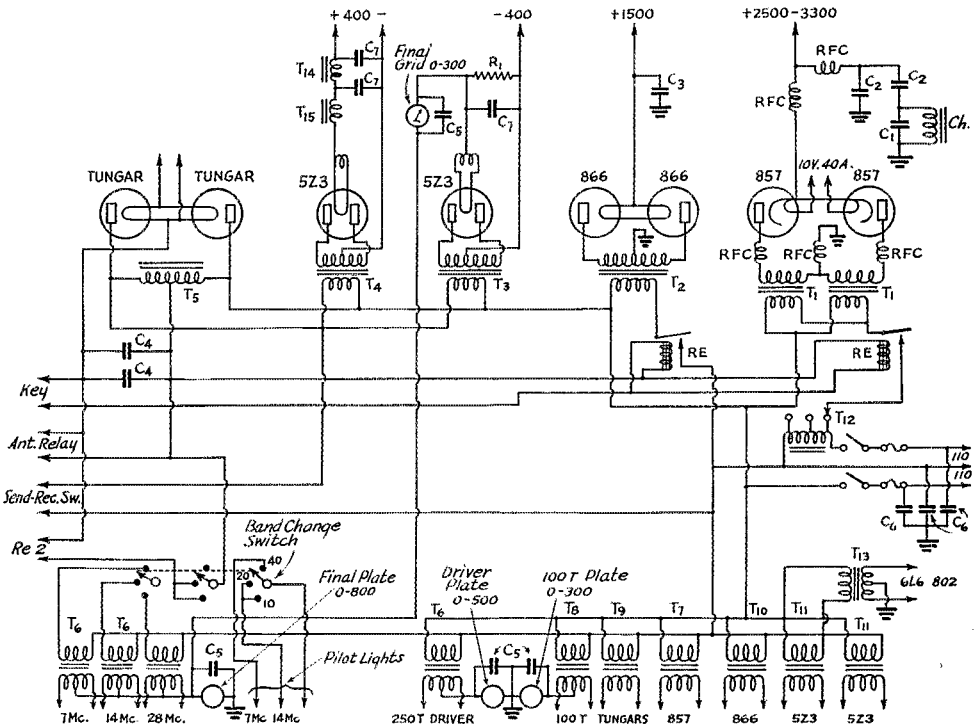 +400-
-400
+1500
+2500-3300
Final
Grid 0-300
T14
C7
C7
T15
C5
R1
C7
C3
RFC
RFC
C2
C2
C1
Ch.
TUNGAR
TUNGAR
5Z3
5Z3
866
866
857
10V. 40A.
857
RFC
RFC
RFC
T5
T4
T3
T2
T1
T1
C4
C4
RE
RE
Key
Ant. Relay
Send-Rec. Sw.
Re 2
T12
110
110
C6
C6
Band Change
Switch
40
20
10
Final Plate
0-800
Driver
Plate
0-500
100T Plate
0-300
T13
6L6 802
T6
T6
C5
Pilot Lights
T6
C5
T8
T9
T7
T10
T11
T11
7Mc.
14Mc.
28Mc.
7Mc
14Mc
250T DRIVER
100T
TUNGARS
857
866
5Z3
5Z3